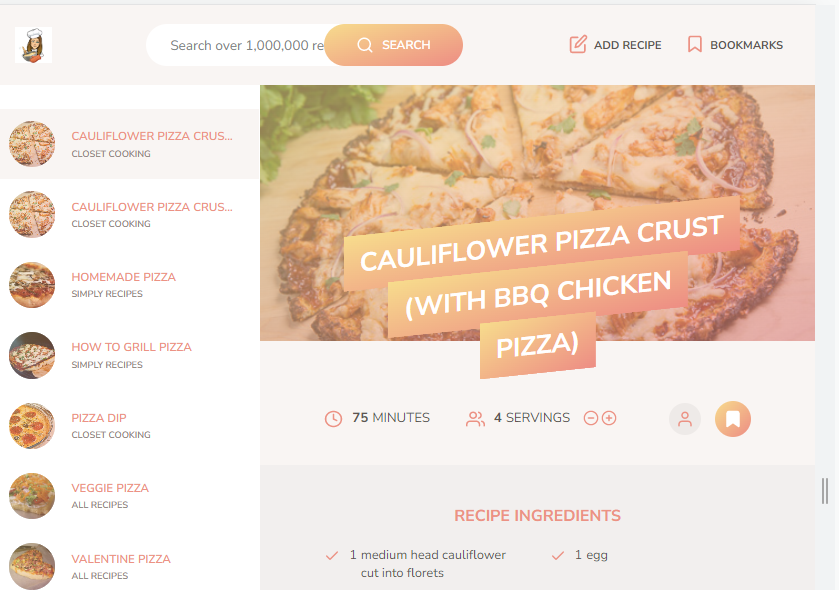 Search over 1,000,000 re
SEARCH
ADD RECIPE
BOOKMARKS
CAULIFLOWER PIZZA CRUS...
CLOSET COOKING
CAULIFLOWER PIZZA CRUS...
CLOSET COOKING
HOMEMADE PIZZA
SIMPLY RECIPES
HOW TO GRILL PIZZA
SIMPLY RECIPES
PIZZA DIP
CLOSET COOKING
VEGGIE PIZZA
ALL RECIPES
VALENTINE PIZZA
ALL RECIPES
CAULIFLOWER PIZZA CRUST
(WITH BBQ CHICKEN
PIZZA)
75 MINUTES
4 SERVINGS
RECIPE INGREDIENTS
1 medium head cauliflower
cut into florets
1 egg